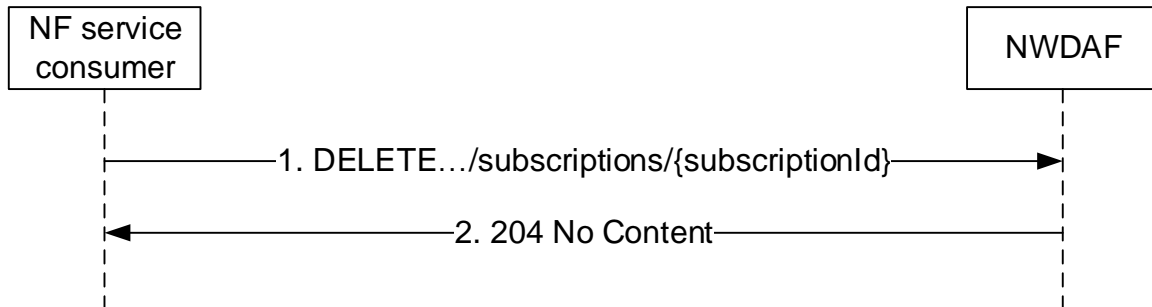 NF service
consumer
NWDAF
1. DELETE…/subscriptions/{subscriptionId}
2. 204 No Content